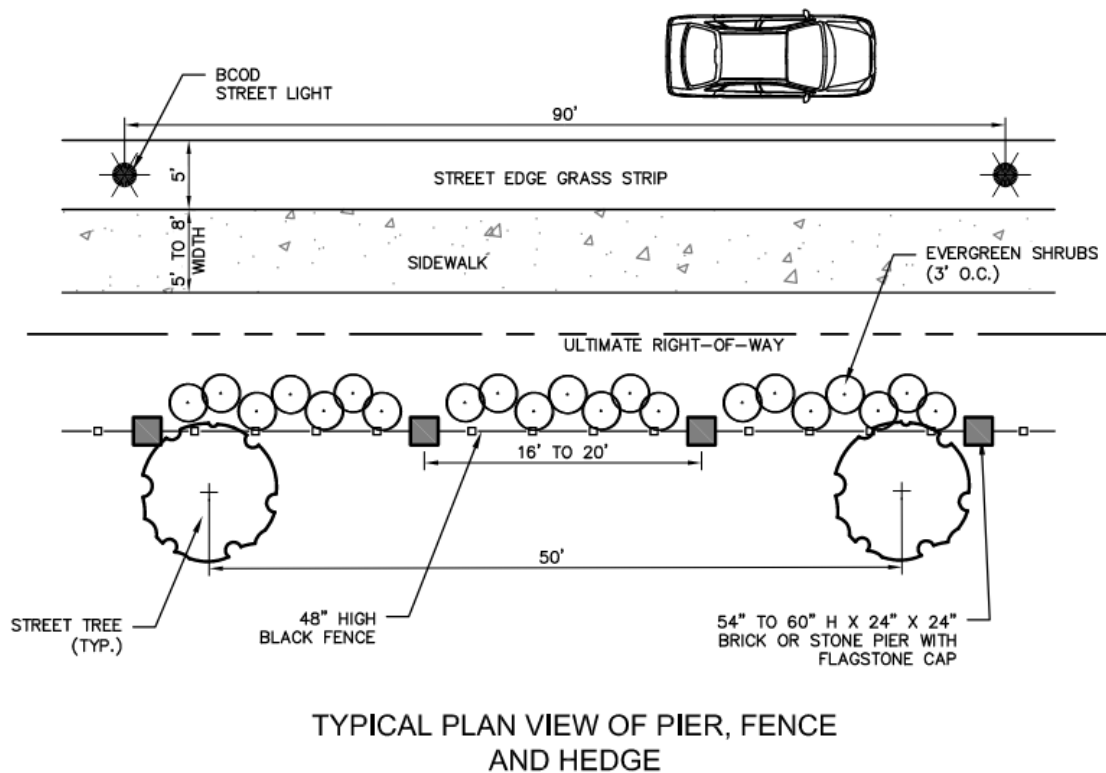 BCOD
STREET LIGHT
90'
5'
STREET EDGE GRASS STRIP
5' TO 8'
WIDTH
SIDEWALK
EVERGREEN SHRUBS
(3' O.C.)
ULTIMATE RIGHT-OF-WAY
16' TO 20'
50'
STREET TREE
(TYP.)
48" HIGH
BLACK FENCE
54" TO 60" H X 24" X 24"
BRICK OR STONE PIER WITH
FLAGSTONE CAP
TYPICAL PLAN VIEW OF PIER, FENCE
AND HEDGE